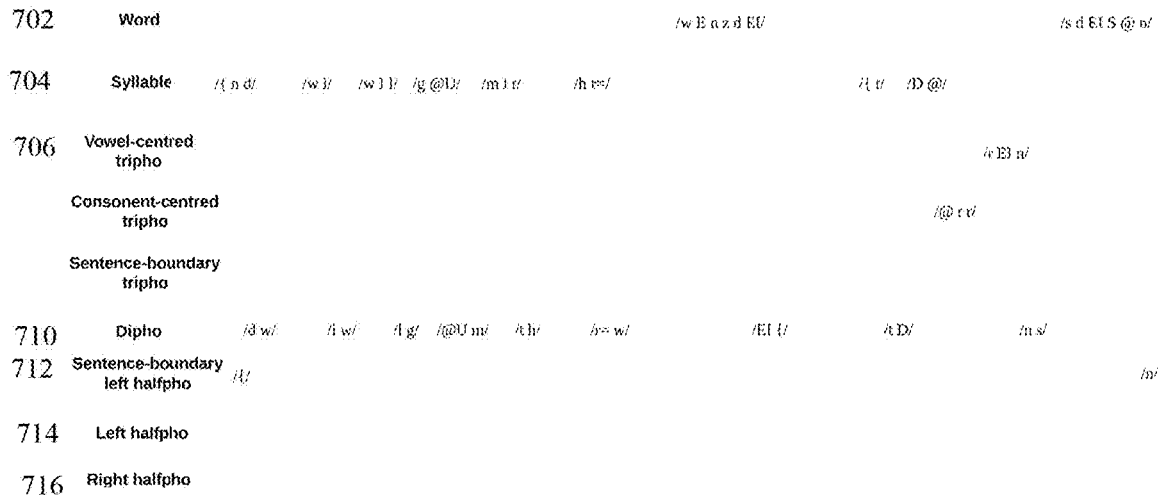 702 Word /w E n z d EI/ /s d EI S @ n/
704 Syllable /{ n d/ /w i/ /w I l/ /g @U/ /m I t/ /h r=/ /{ t/ /D @/
706 Vowel-centred
tripho /r EI n/
Consonent-centred
tripho /@ t r/
Sentence-boundary
tripho
710 Dipho /d w/ /i w/ /l g/ /@U m/ /t h/ /r= w/ /EI {/ /t D/ /n s/
712 Sentence-boundary
left halfpho /{/ /n/
714 Left halfpho
716 Right halfpho